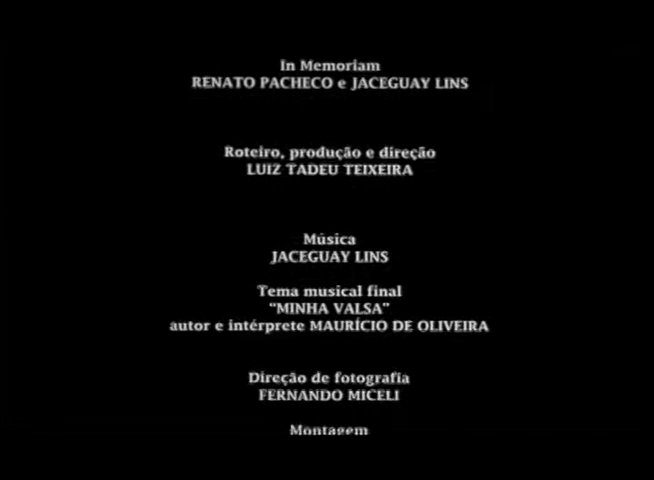 In Memoriam
RENATO PACHECO e JACEGUAY LINS
Roteiro, produção e direção
LUIZ TADEU TEIXEIRA
Música
JACEGUAY LINS
Tema musical final
"MINHA VALSA"
autor e intérprete MAURÍCIO DE OLIVEIRA
Direção de fotografia
FERNANDO MICELI
Montagem